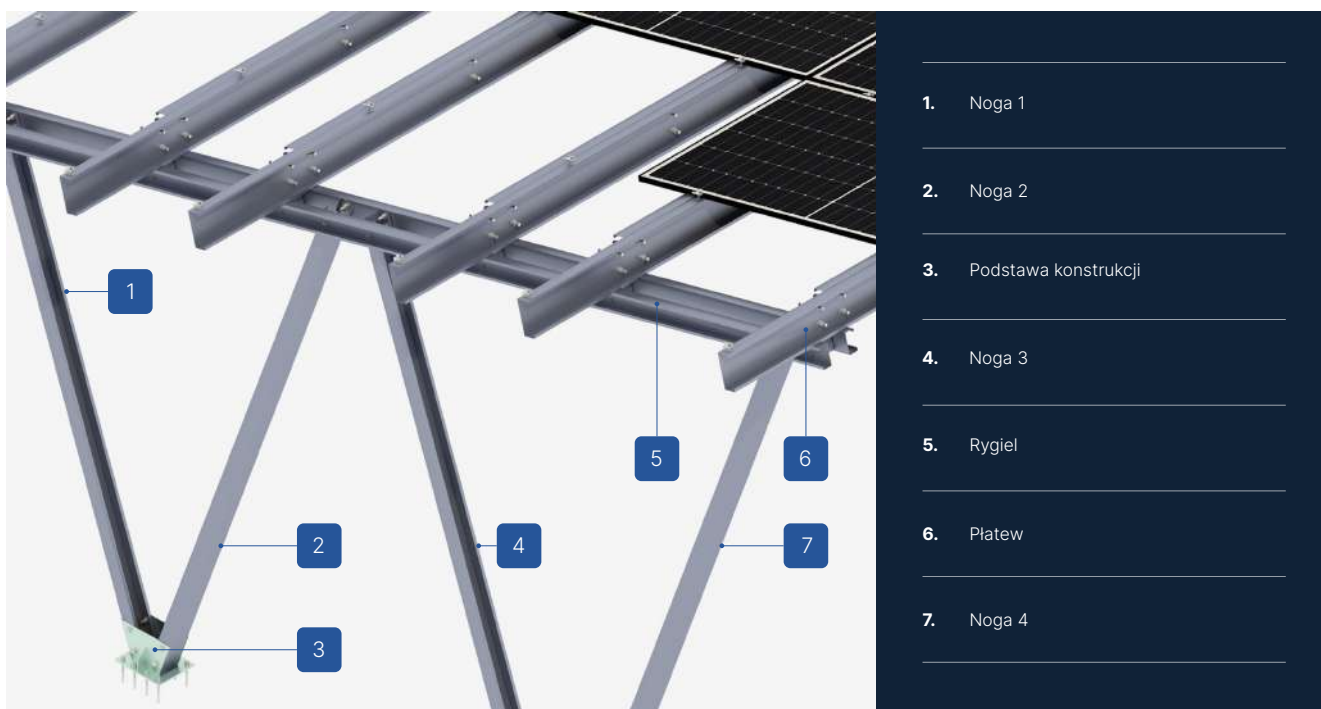 1
2
3
4
5
6
7
1. Noga 1
2. Noga 2
3. Podstawa konstrukcji
4. Noga 3
5. Rygiel
6. Płatew
7. Noga 4